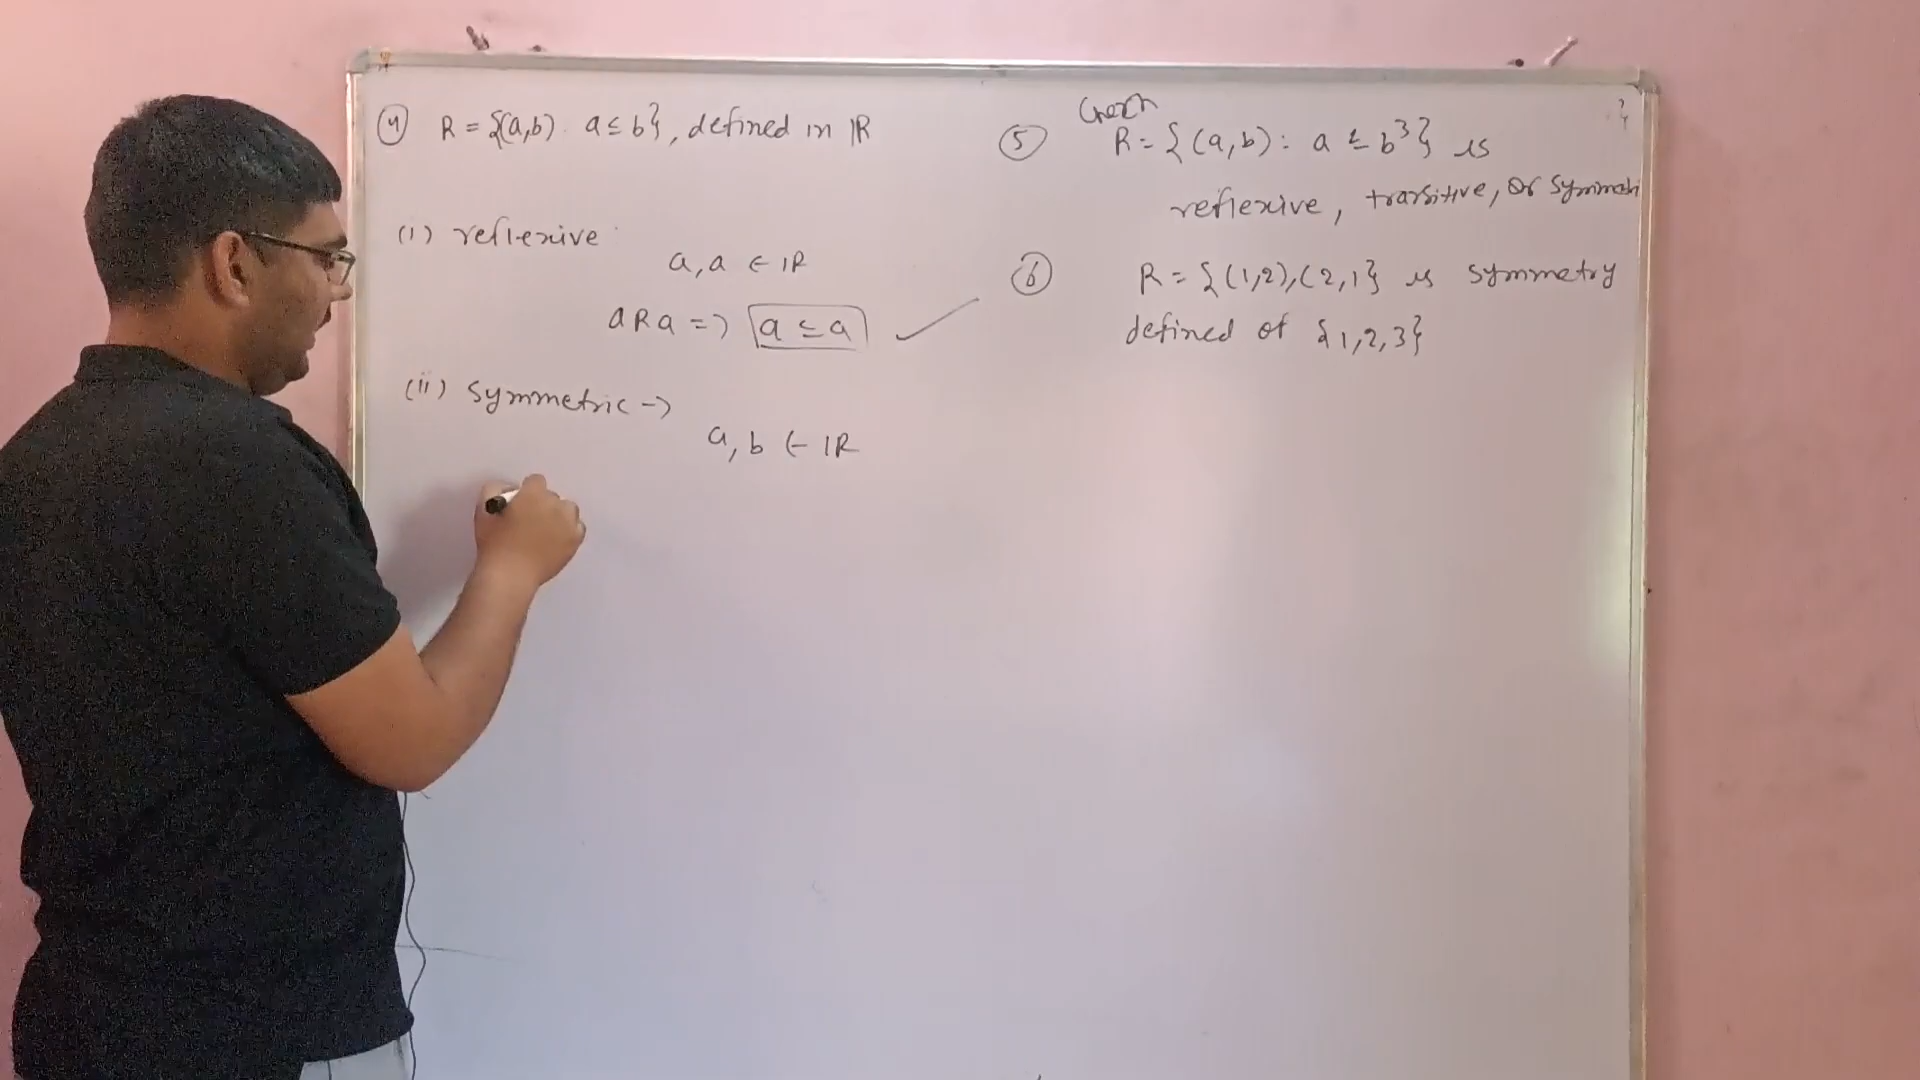 (4) R = {(a,b) . a ≤ b}, defined in IR
(i) reflexive
a, a ∈ IR
aRa => a ≤ a ✓
(ii) Symmetric ->
a, b ∈ IR
(5) Check
R = {(a,b) : a ≤ b³} is
reflexive, transitive, or Symmetri
(6) R = {(1,2),(2,1} is symmetry
defined of {1,2,3}